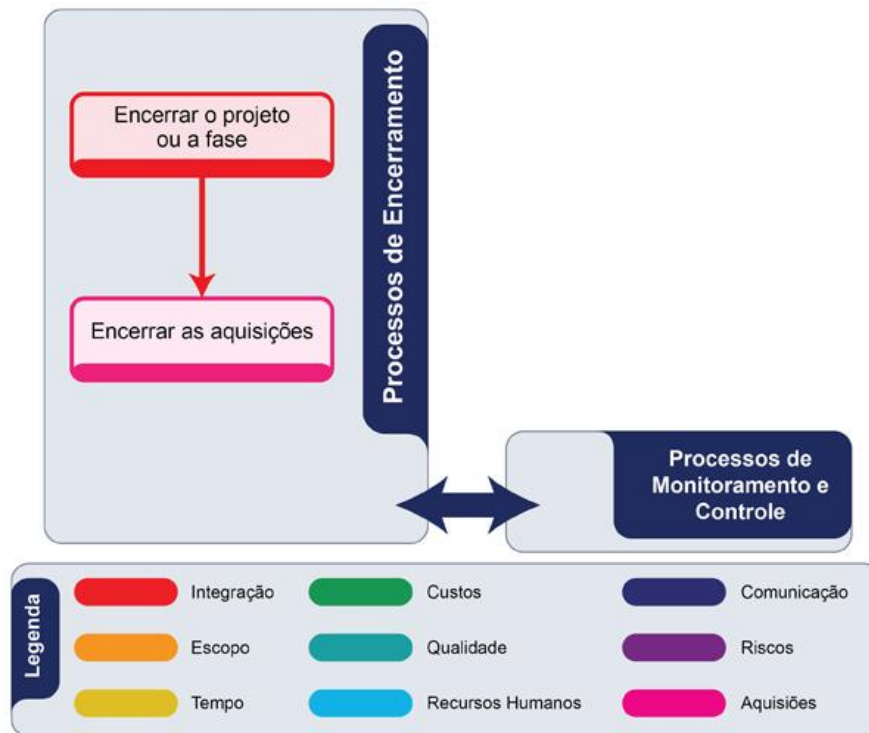 Encerrar o projeto
ou a fase
Encerrar as aquisições
Processos de Encerramento
Processos de
Monitoramento e
Controle
Legenda
Integração
Custos
Comunicação
Escopo
Qualidade
Riscos
Tempo
Recursos Humanos
Aquisiões